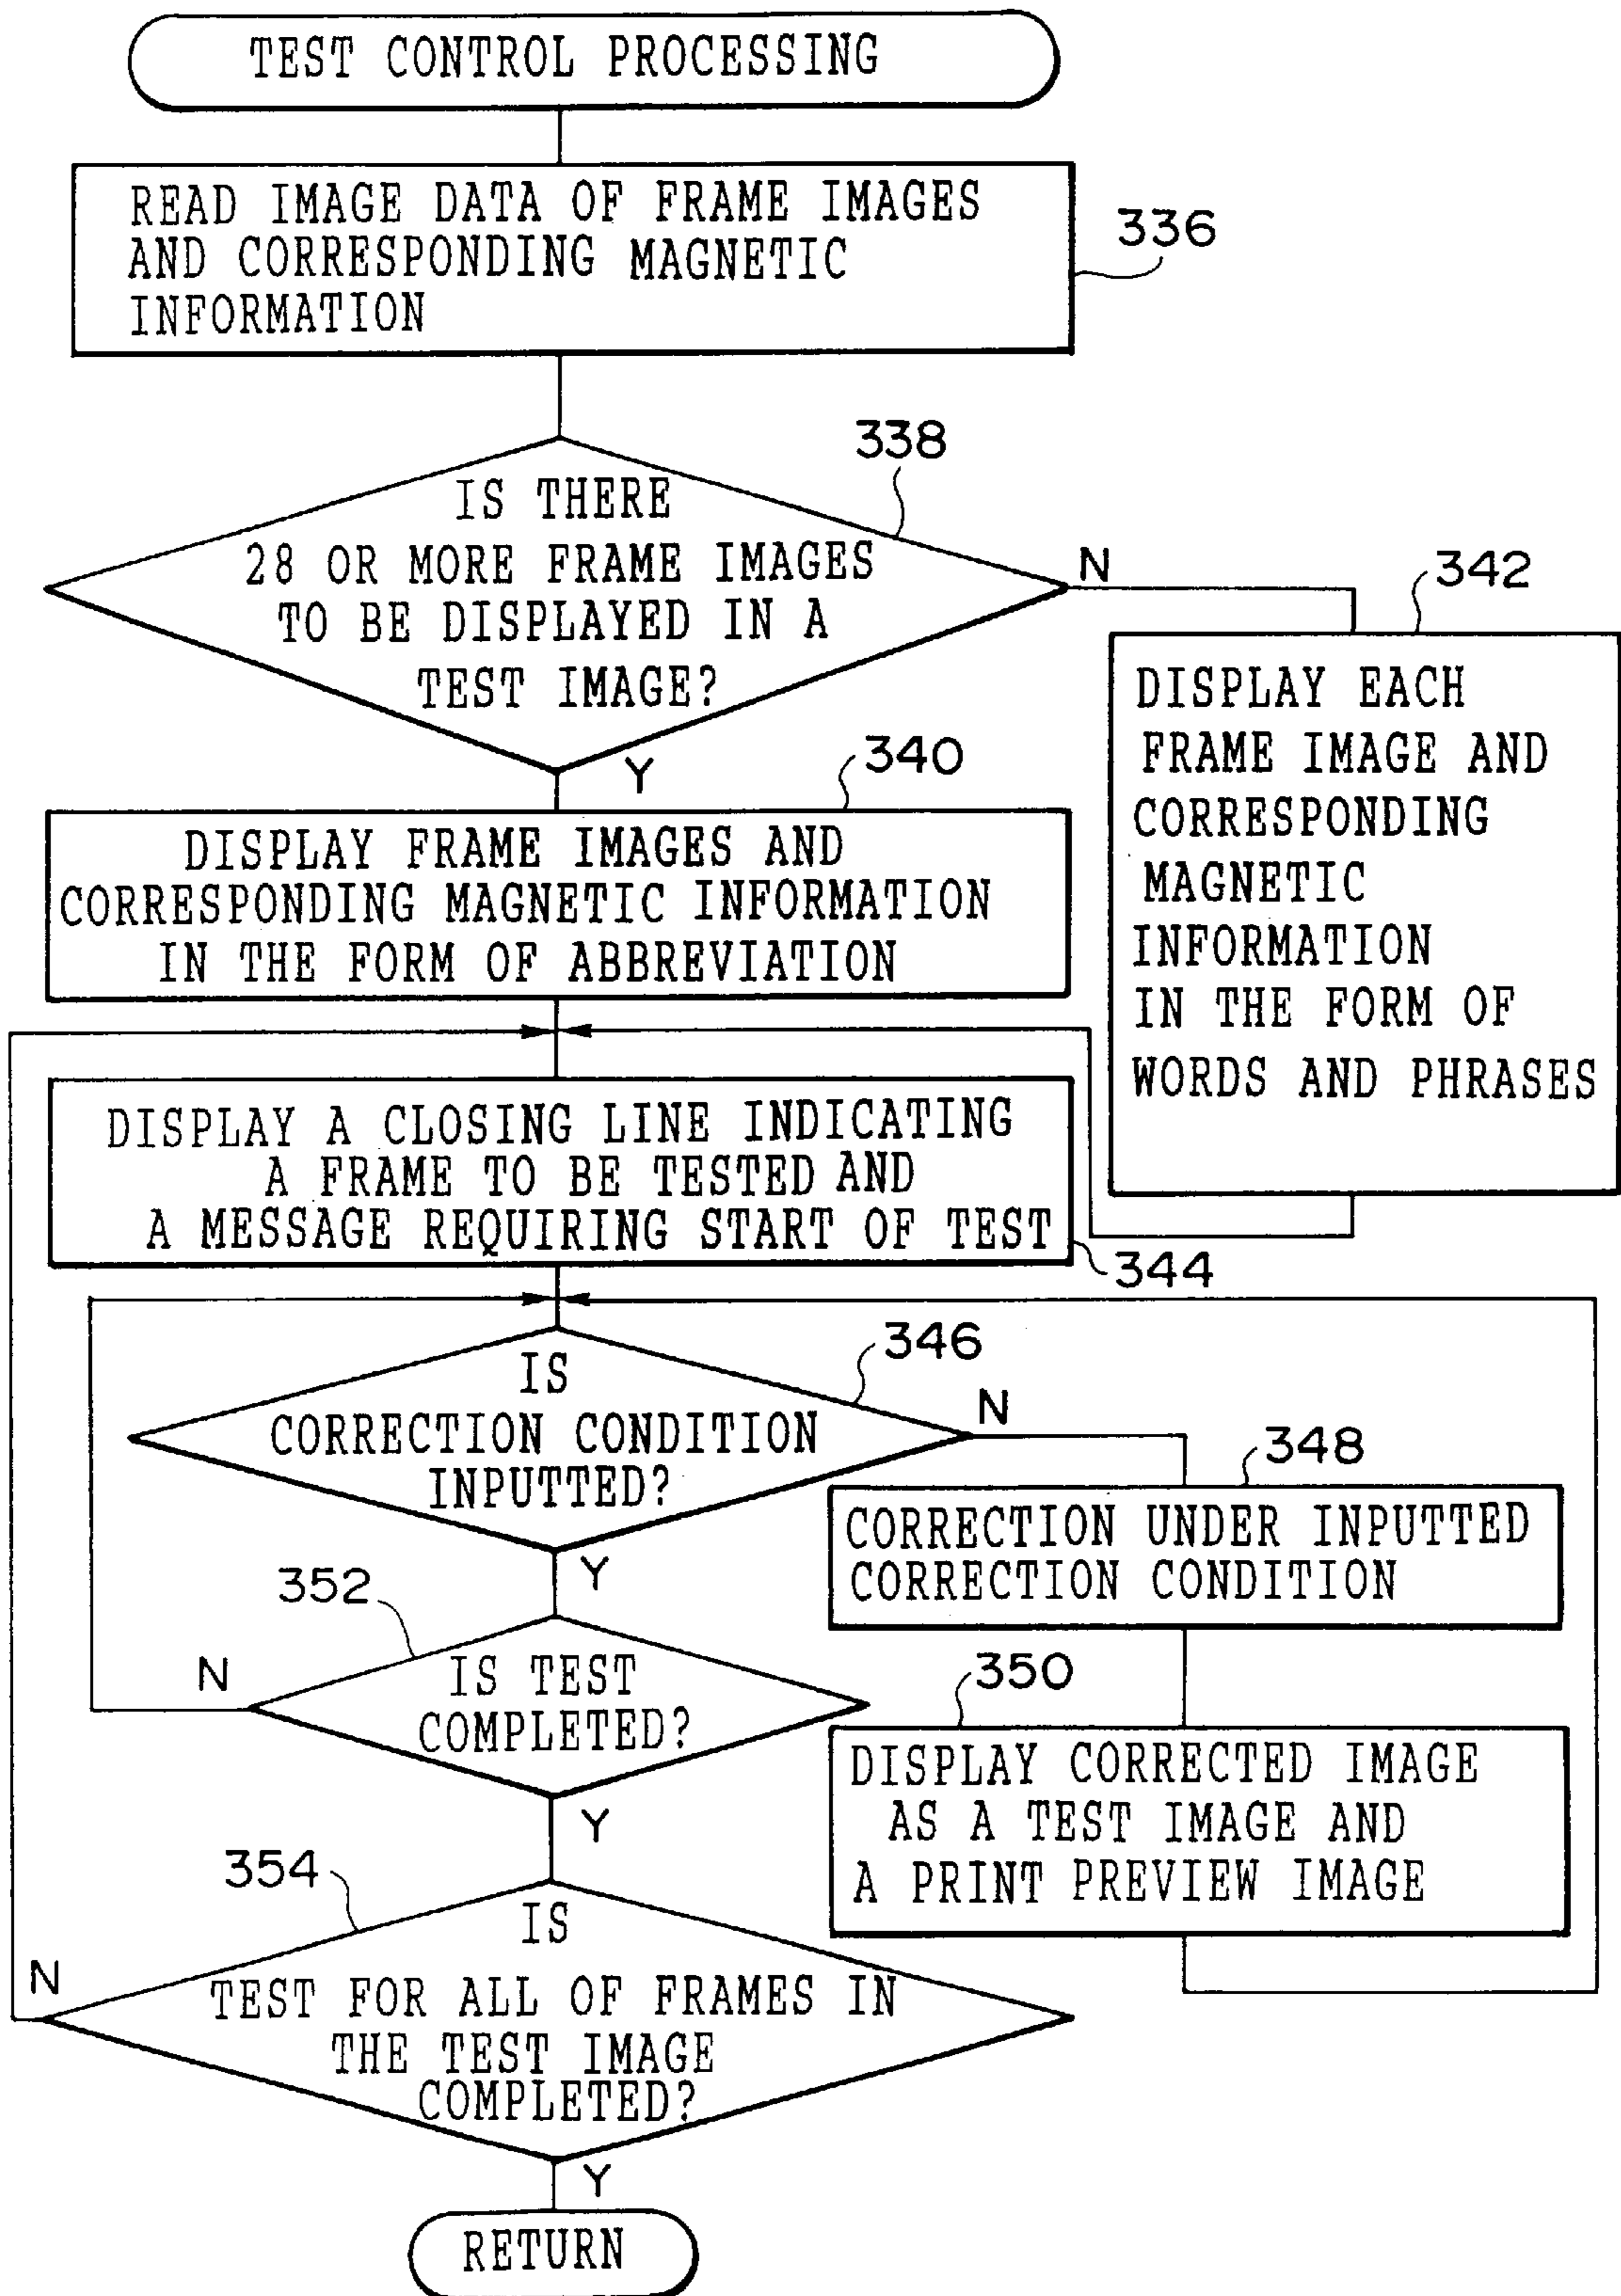 TEST CONTROL PROCESSING
READ IMAGE DATA OF FRAME IMAGES
AND CORRESPONDING MAGNETIC
INFORMATION
336
338
IS THERE
28 OR MORE FRAME IMAGES
TO BE DISPLAYED IN A
TEST IMAGE?
N
Y
342
DISPLAY EACH
FRAME IMAGE AND
CORRESPONDING
MAGNETIC
INFORMATION
IN THE FORM OF
WORDS AND PHRASES
340
DISPLAY FRAME IMAGES AND
CORRESPONDING MAGNETIC INFORMATION
IN THE FORM OF ABBREVIATION
DISPLAY A CLOSING LINE INDICATING
A FRAME TO BE TESTED AND
A MESSAGE REQUIRING START OF TEST
344
346
IS
CORRECTION CONDITION
INPUTTED?
N
Y
348
CORRECTION UNDER INPUTTED
CORRECTION CONDITION
350
DISPLAY CORRECTED IMAGE
AS A TEST IMAGE AND
A PRINT PREVIEW IMAGE
352
IS TEST
COMPLETED?
N
Y
354
IS
TEST FOR ALL OF FRAMES IN
THE TEST IMAGE
COMPLETED?
N
Y
RETURN